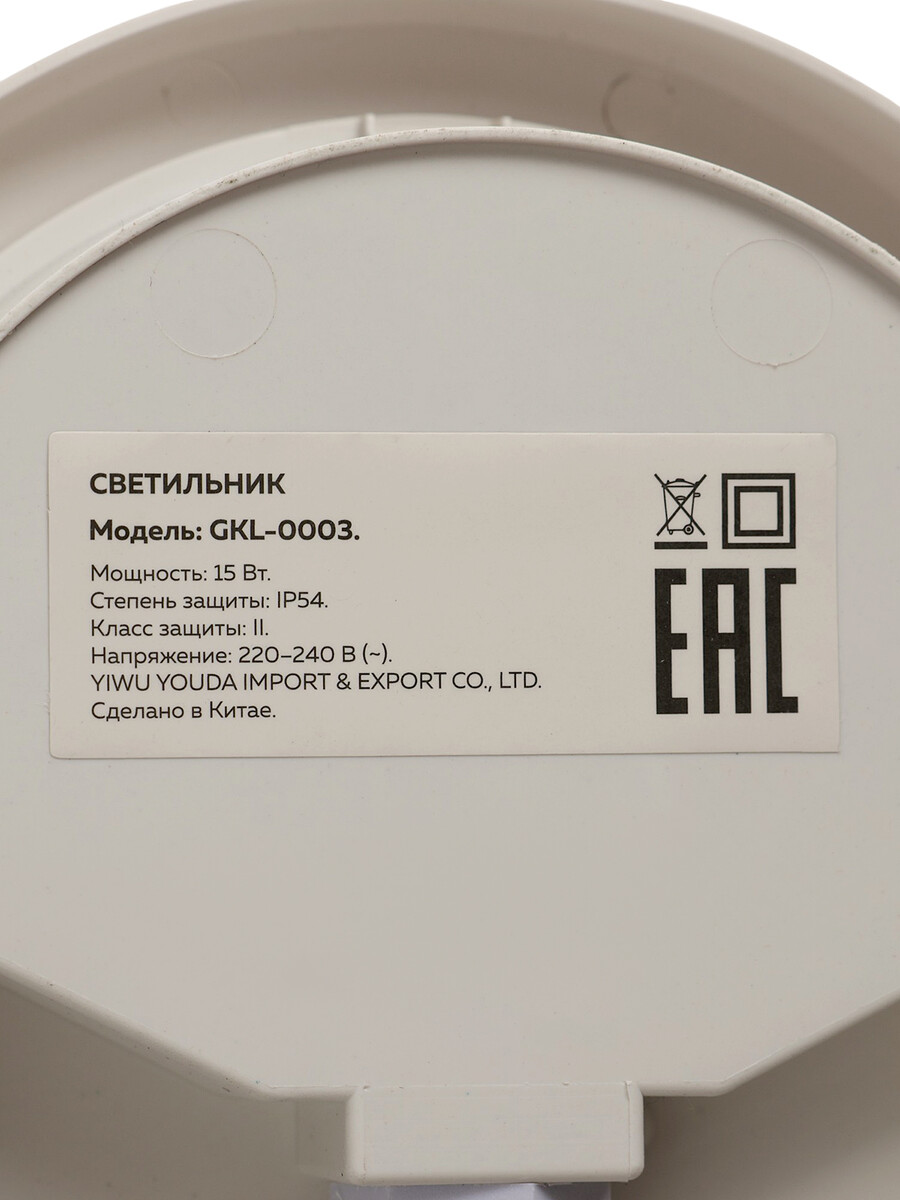 СВЕТИЛЬНИК
Модель: GKL-0003.
Мощность: 15 Вт.
Степень защиты: IP54.
Класс защиты: II.
Напряжение: 220–240 В (~).
YIWU YOUDA IMPORT & EXPORT CO., LTD.
Сделано в Китае.
EAC